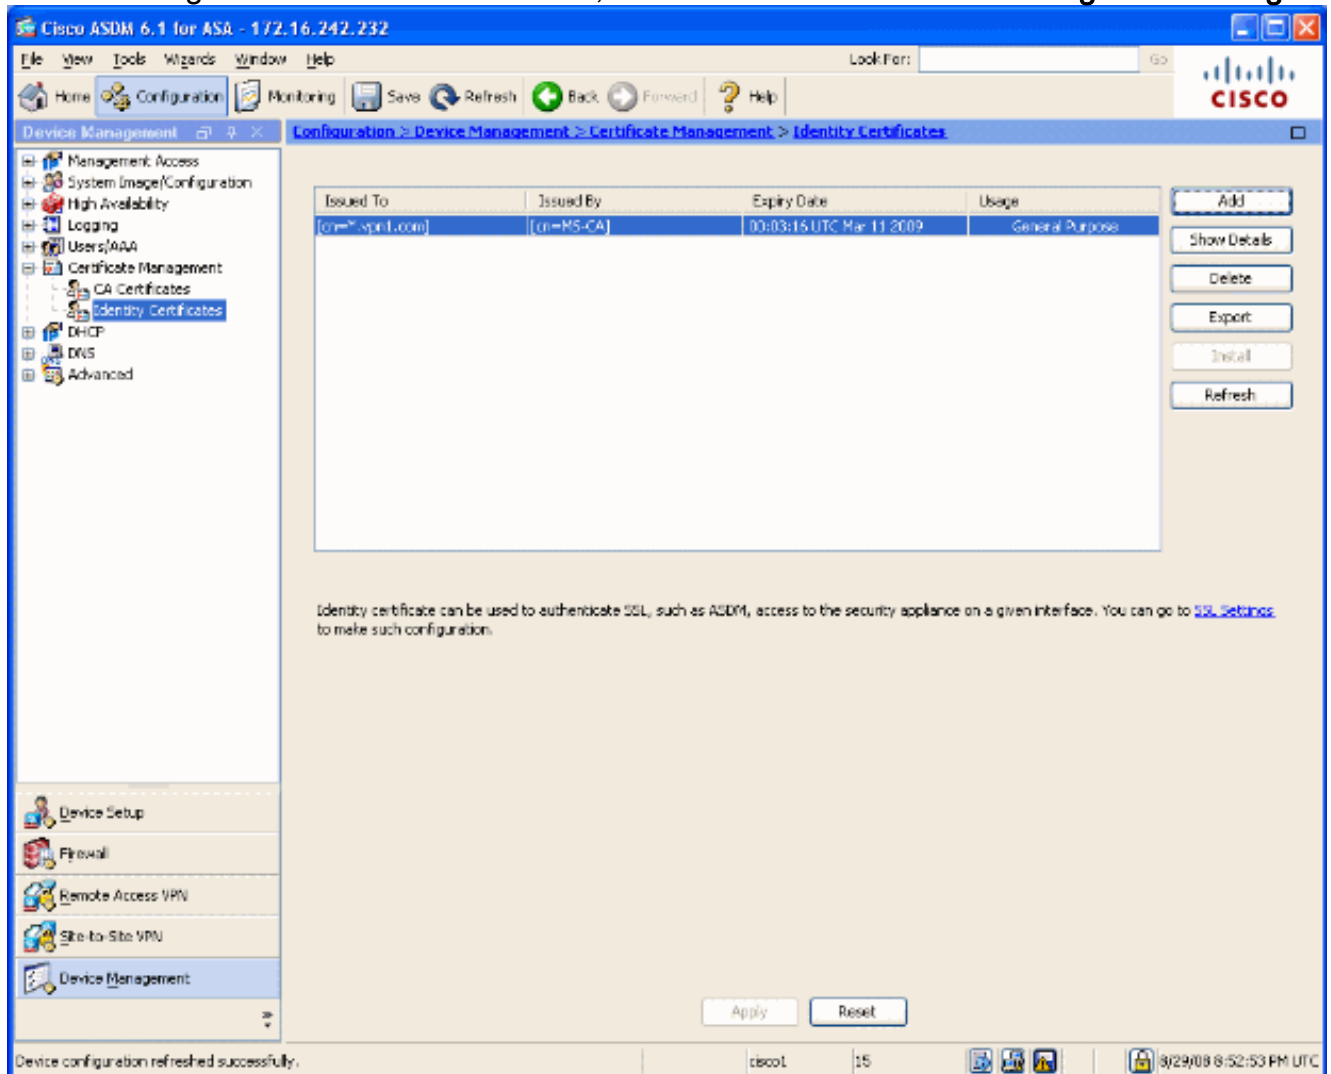 Cisco ASDM 6.1 for ASA - 172.16.242.232
File View Tools Wizards Window Help Look For: Go
Home Configuration Monitoring Save Refresh Back Forward Help
CISCO
Device Management Configuration > Device Management > Certificate Management > Identity Certificates
Management Access
System Image/Configuration
High Availability
Logging
Users/AAA
Certificate Management
CA Certificates
Identity Certificates
DHCP
DNS
Advanced
Issued To Issued By Expiry Date Usage
[cn=*.vpn1.com] [cn=MS-CA] 00:03:16 UTC Mar 11 2009 General Purpose
Add
Show Details
Delete
Export
Install
Refresh
Identity certificate can be used to authenticate SSL, such as ASDM, access to the security appliance on a given interface. You can go to SSL Settings
to make such configuration.
Device Setup
Firewall
Remote Access VPN
Site-to-Site VPN
Device Management
Apply Reset
Device configuration refreshed successfully. cisco1 15 8/29/08 8:52:53 PM UTC